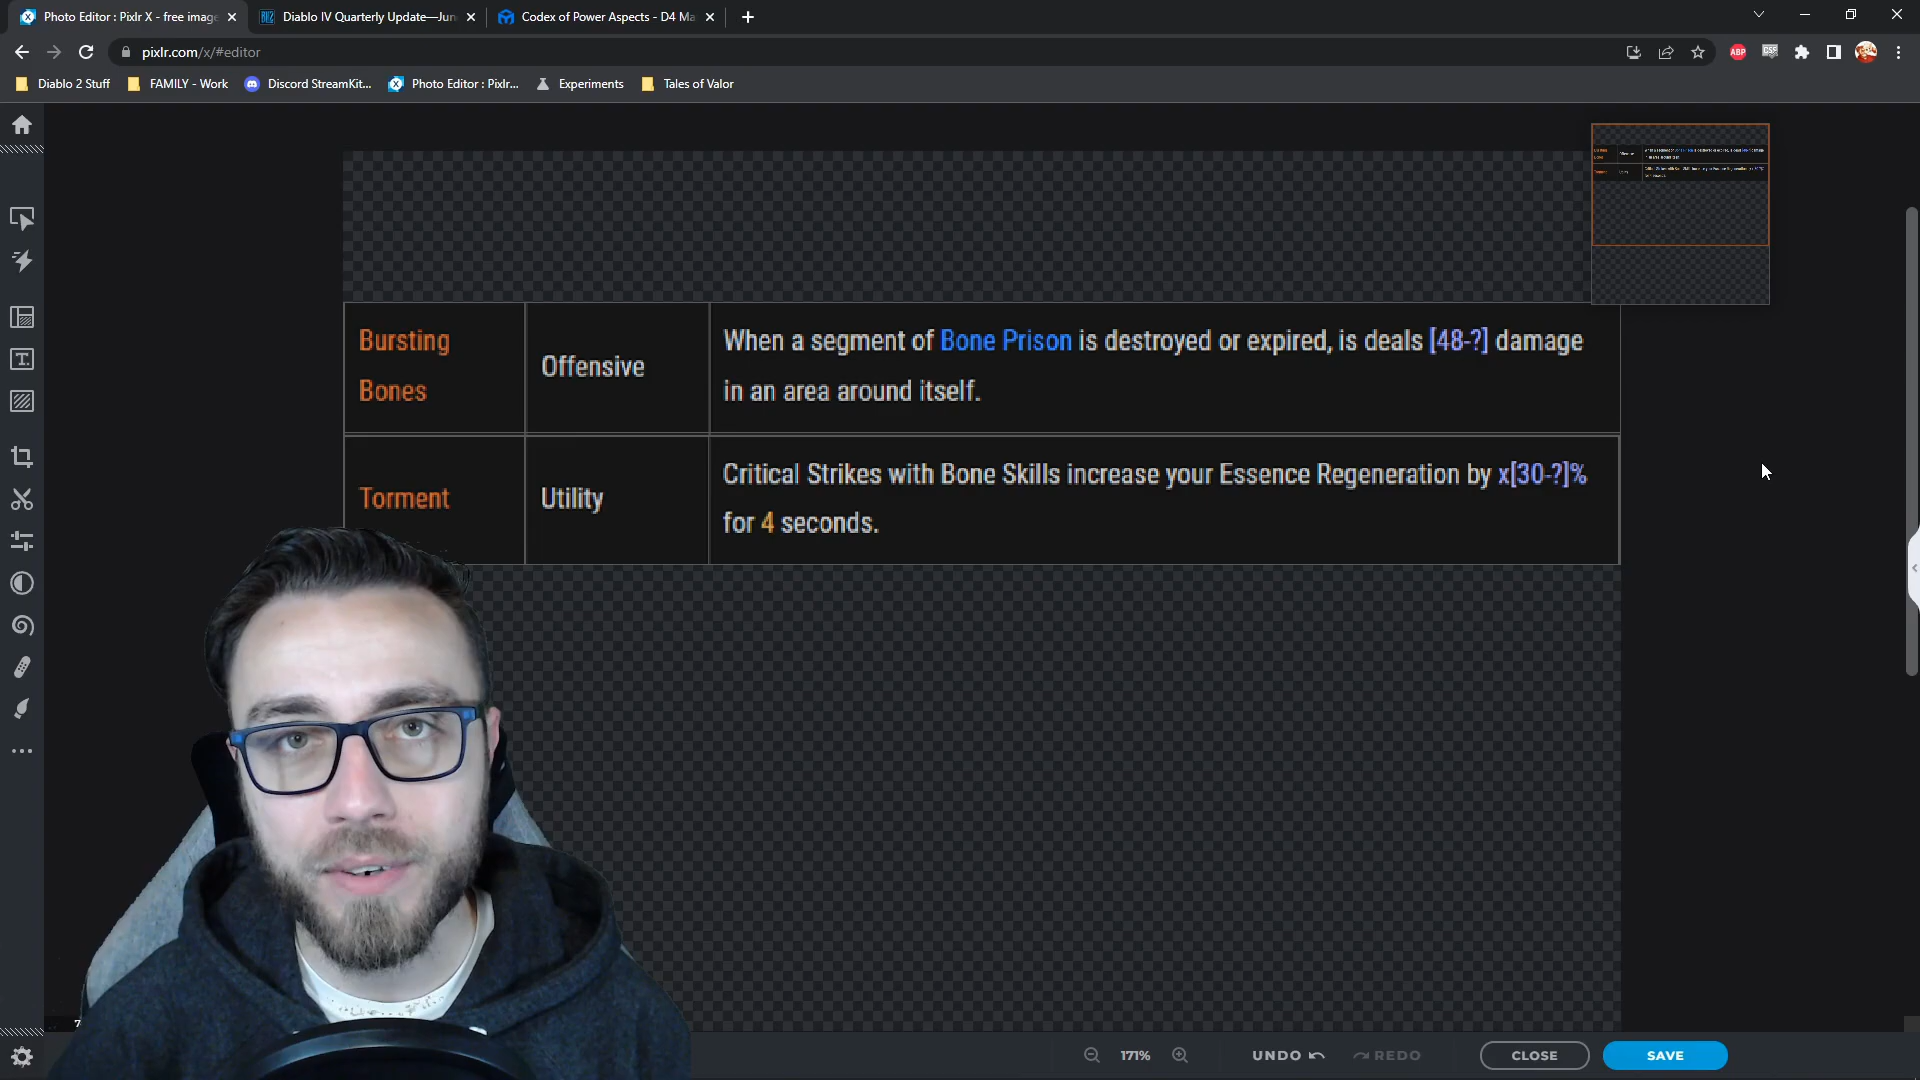 Photo Editor : Pixlr X - free image
Diablo IV Quarterly Update—Jun
Codex of Power Aspects - D4 Ma
pixlr.com/x/#editor
ABP
Diablo 2 Stuff
FAMILY - Work
Discord StreamKit...
Photo Editor : Pixlr...
Experiments
Tales of Valor
Bursting
Bones
Offensive
When a segment of Bone Prison is destroyed or expired, is deals [48-?] damage
in an area around itself.
Torment
Utility
Critical Strikes with Bone Skills increase your Essence Regeneration by x[30-?]%
for 4 seconds.
171%
UNDO
REDO
CLOSE
SAVE